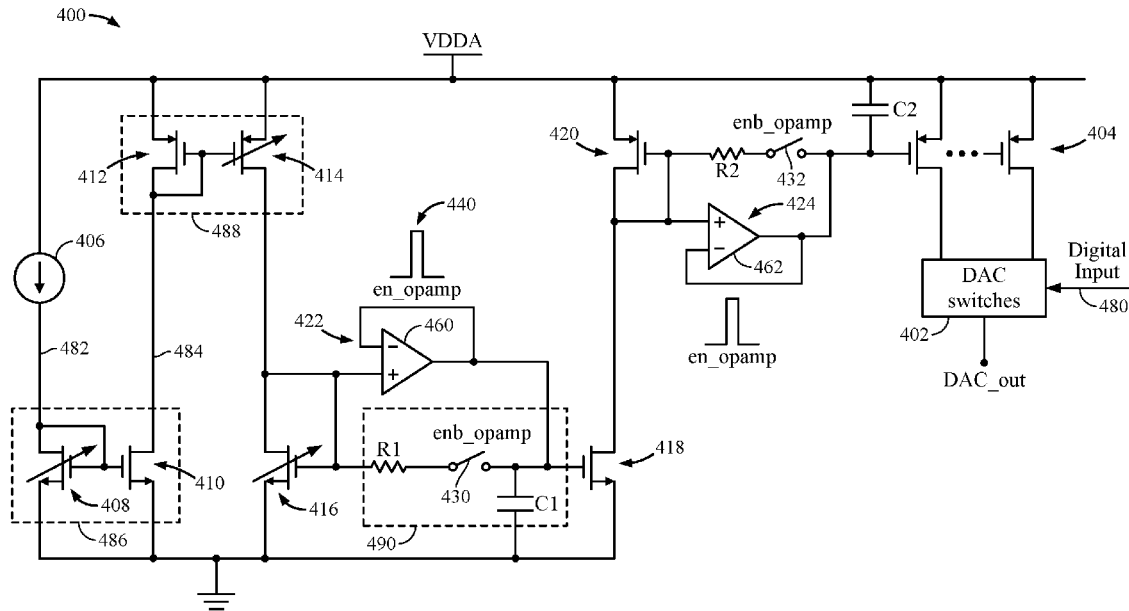 400
VDDA
420
enb_opamp
C2
404
412
414
R2
432
424
440
488
406
462
Digital
Input
en_opamp
DAC
switches
480
422
460
402
482
484
en_opamp
DAC_out
R1
enb_opamp
418
410
430
408
416
C1
486
490